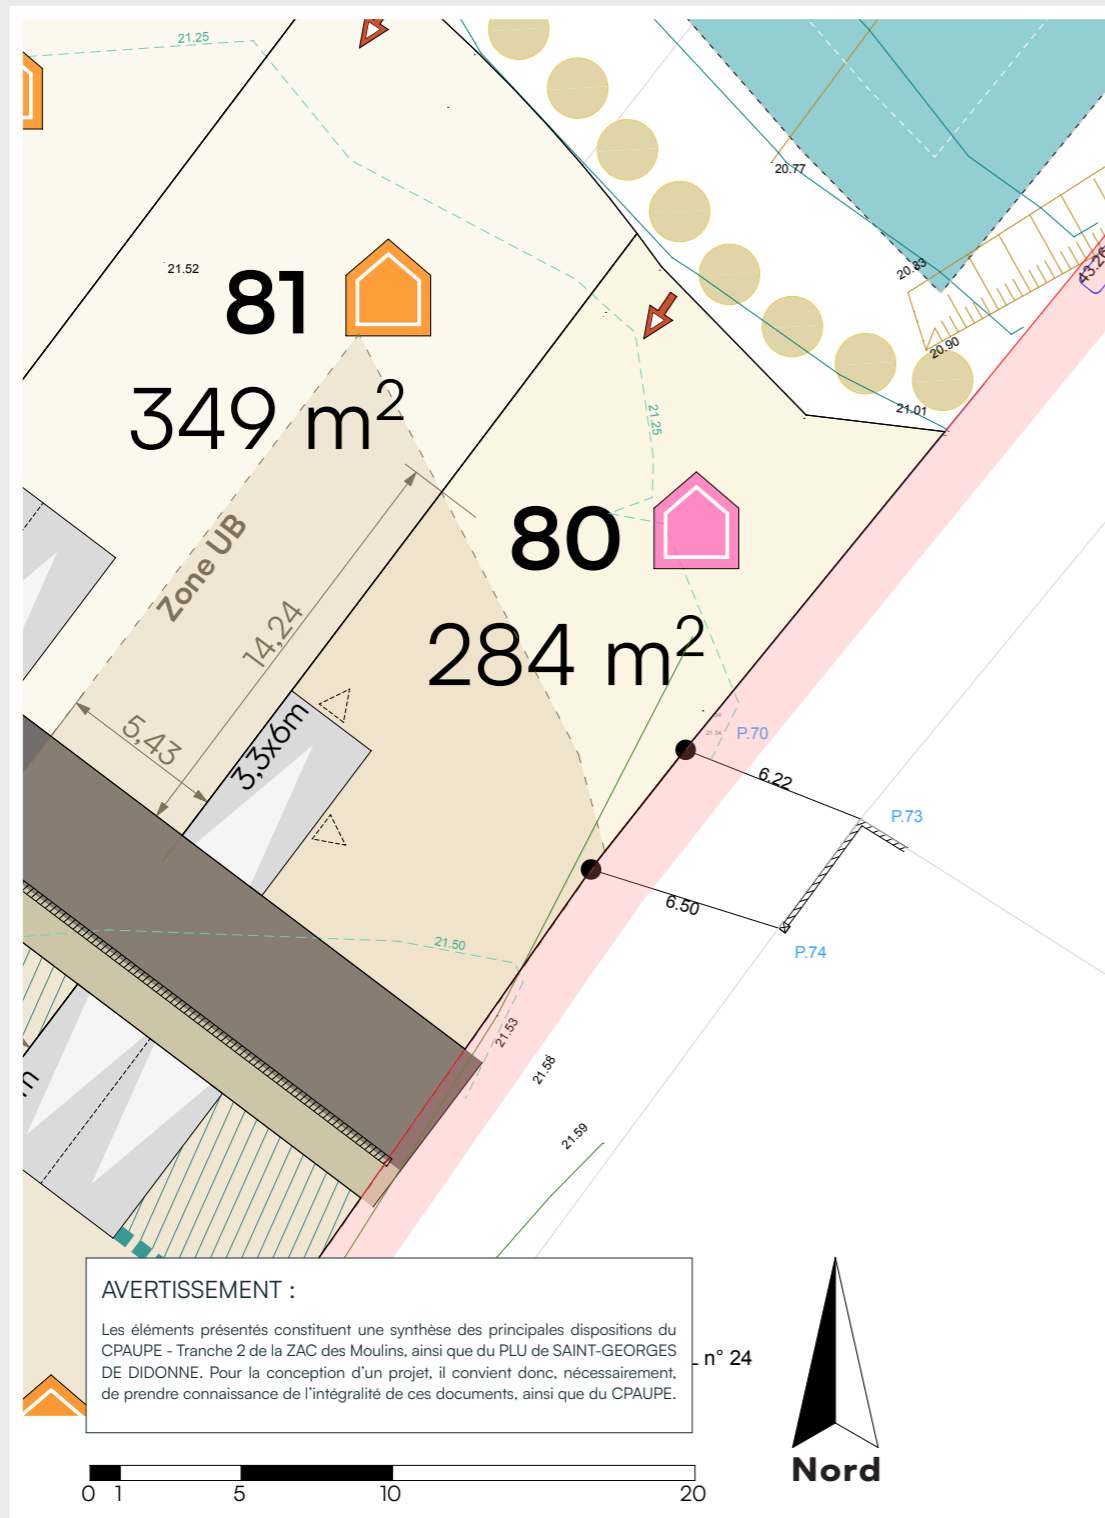 21.25
20.77
21.52
81
349 m²
20.83
43.26
20.90
21.01
21.25
80
284 m²
Zone UB
14,24
5,43
3,3x6m
21.34
P.70
6.22
P.73
6.50
P.74
21.50
21.53
21.58
21.59
m
AVERTISSEMENT :
Les éléments présentés constituent une synthèse des principales dispositions du
CPAUPE - Tranche 2 de la ZAC des Moulins, ainsi que du PLU de SAINT-GEORGES
DE DIDONNE. Pour la conception d'un projet, il convient donc, nécessairement,
de prendre connaissance de l'intégralité de ces documents, ainsi que du CPAUPE.
n° 24
Nord
0 1 5 10 20